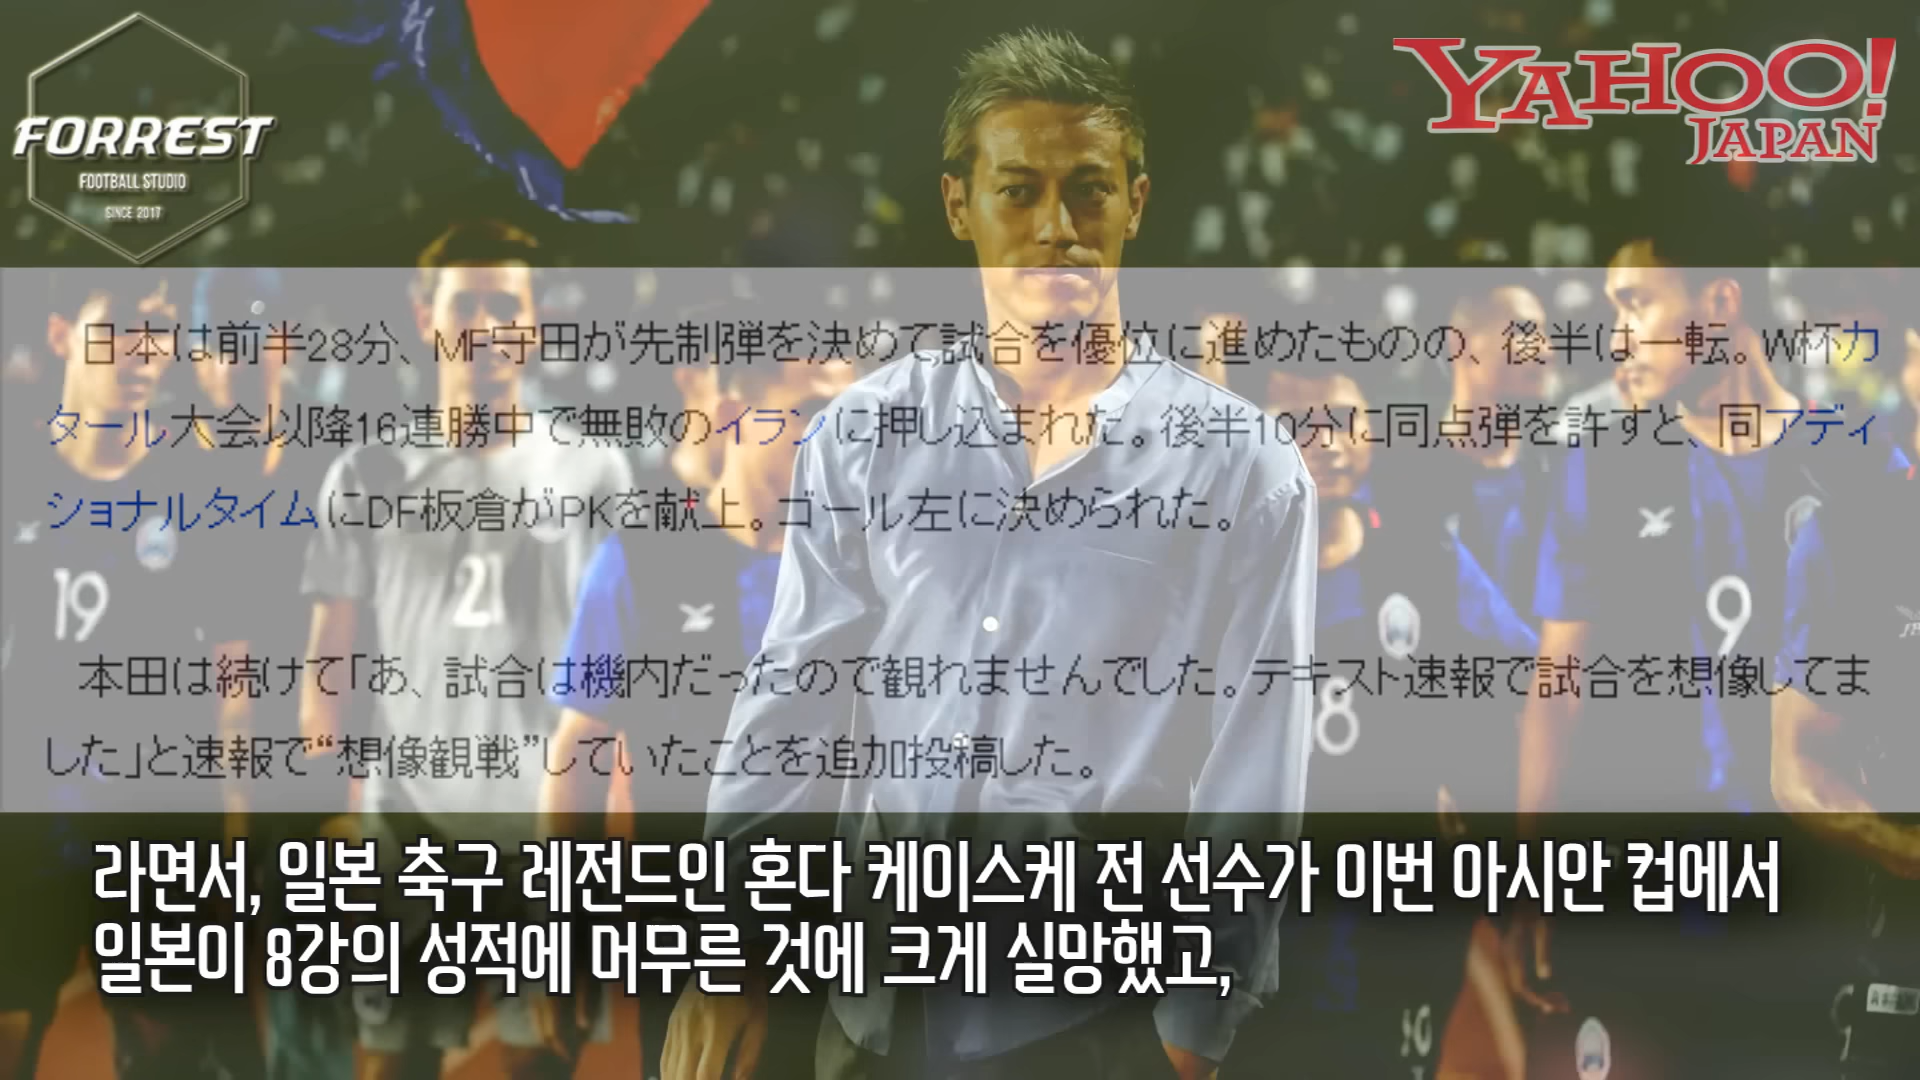 FORREST
FOOTBALL STUDIO
SINCE 2017
YAHOO!
JAPAN
日本は前半28分、MF守田が先制弾を決めて試合を優位に進めたものの、後半は一転。W杯カ
タール大会以降16連勝中で無敗のイランに押し込まれた。後半10分に同点弾を許すと、同アディ
ショナルタイムにDF板倉がPKを献上。ゴール左に決められた。
19
21
9
本田は続けて「あ、試合は機内だったので観れませんでした。テキスト速報で試合を想像してま
18
した」と速報で“想像観戦”していたことを追加投稿した。
라면서, 일본 축구 레전드인 혼다 케이스케 전 선수가 이번 아시안 컵에서
일본이 8강의 성적에 머무른 것에 크게 실망했고,